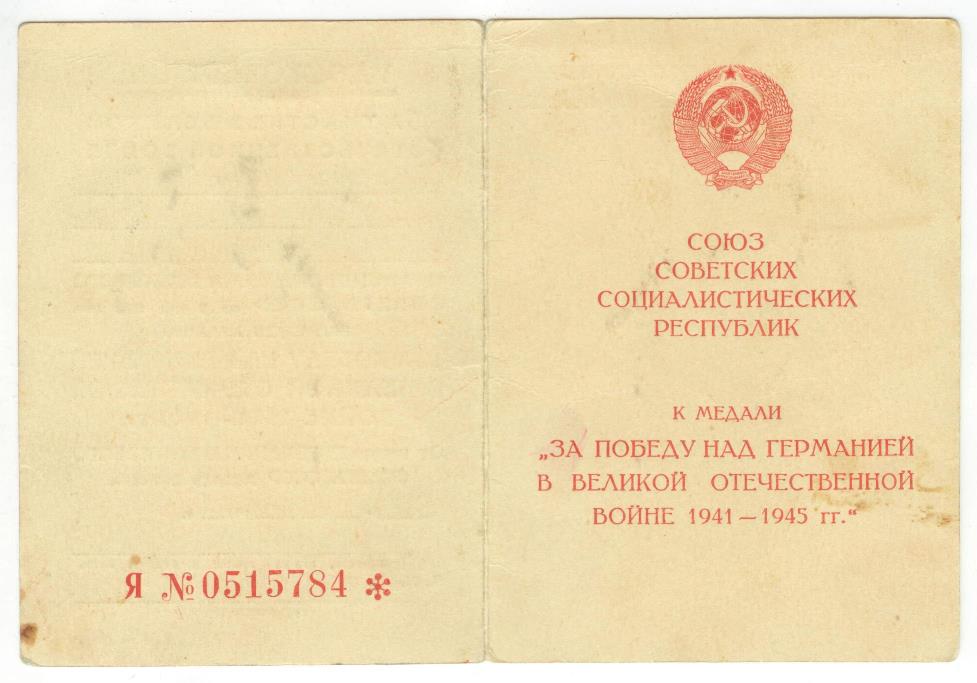 Я №0515784 *
СОЮЗ
СОВЕТСКИХ
СОЦИАЛИСТИЧЕСКИХ
РЕСПУБЛИК
К МЕДАЛИ
„ЗА ПОБЕДУ НАД ГЕРМАНИЕЙ
В ВЕЛИКОЙ ОТЕЧЕСТВЕННОЙ
ВОЙНЕ 1941—1945 гг.“